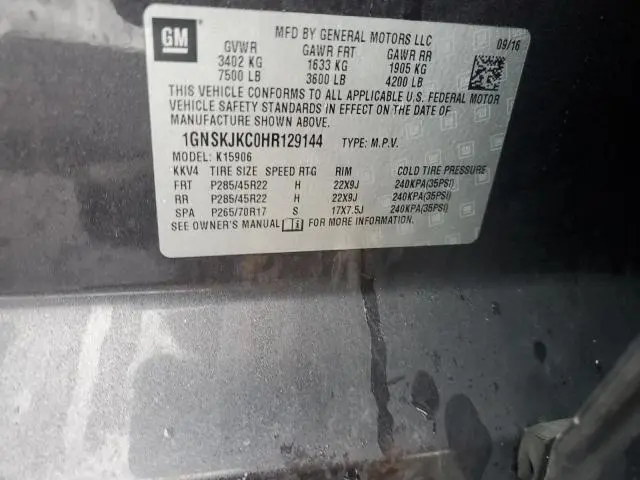 GM
MFD BY GENERAL MOTORS LLC 09/16
GVWR GAWR FRT GAWR RR
3402 KG 1633 KG 1905 KG
7500 LB 3600 LB 4200 LB
THIS VEHICLE CONFORMS TO ALL APPLICABLE U.S. FEDERAL MOTOR
VEHICLE SAFETY STANDARDS IN EFFECT ON THE DATE OF
MANUFACTURE SHOWN ABOVE.
1GNSKJKC0HR129144 TYPE: M.P.V.
MODEL: K15906
KKV4 TIRE SIZE SPEED RTG RIM COLD TIRE PRESSURE
FRT P285/45R22 H 22X9J 240KPA(35PSI)
RR P285/45R22 H 22X9J 240KPA(35PSI)
SPA P265/70R17 S 17X7.5J 240KPA(35PSI)
SEE OWNER'S MANUAL FOR MORE INFORMATION.